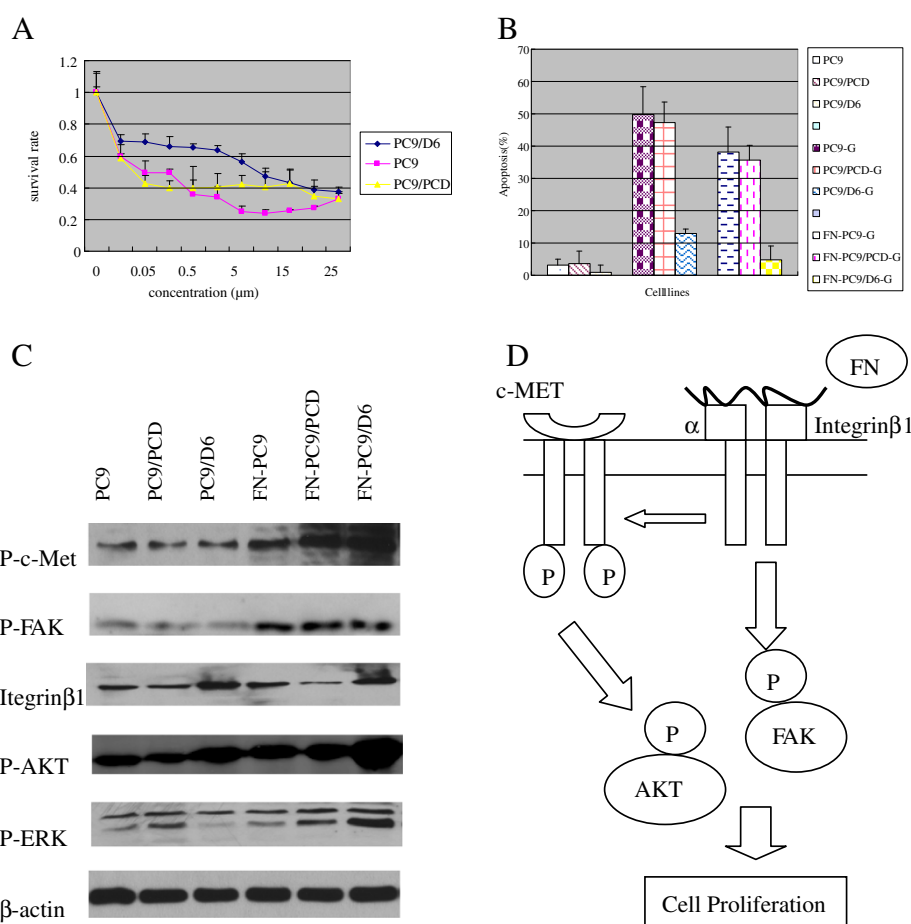 A
1.2
1
0.8
0.6
0.4
0.2
0
0 0.05 0.5 5 15 25
survival rate
concentration (μm)
PC9/D6
PC9
PC9/PCD
B
70
60
50
40
30
20
10
0
Apoptosis(%)
Cell lines
PC9
PC9/PCD
PC9/D6
PC9-G
PC9/PCD-G
PC9/D6-G
FN-PC9-G
FN-PC9/PCD-G
FN-PC9/D6-G
C
PC9
PC9/PCD
PC9/D6
FN-PC9
FN-PC9/PCD
FN-PC9/D6
P-c-Met
P-FAK
Itegrinβ1
P-AKT
P-ERK
β-actin
D
FN
c-MET
α
Integrinβ1
P P
P
FAK
P
AKT
Cell Proliferation